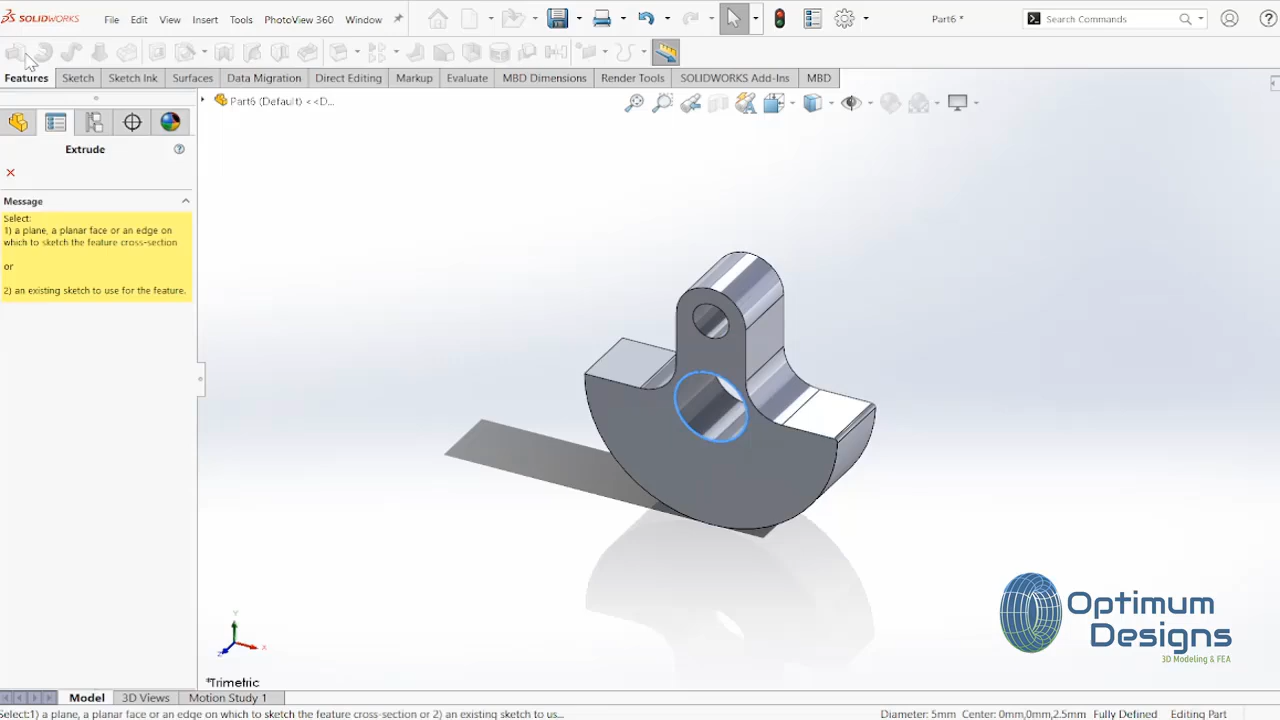 SOLIDWORKS File Edit View Insert Tools PhotoView 360 Window Part6 * Search Commands
Features Sketch Sketch Ink Surfaces Data Migration Direct Editing Markup Evaluate MBD Dimensions Render Tools SOLIDWORKS Add-Ins MBD
Part6 (Default) <<D...
Extrude
Message
Select:
1) a plane, a planar face or an edge on
which to sketch the feature cross-section
or
2) an existing sketch to use for the feature.
Optimum
Designs
3D Modeling & FEA
Y
X
Z
*Trimetric
Model 3D Views Motion Study 1
Select:1) a plane, a planar face or an edge on which to sketch the feature cross-section or 2) an existing sketch to us... Diameter: 5mm Center: 0mm,0mm,2.5mm Fully Defined Editing Part